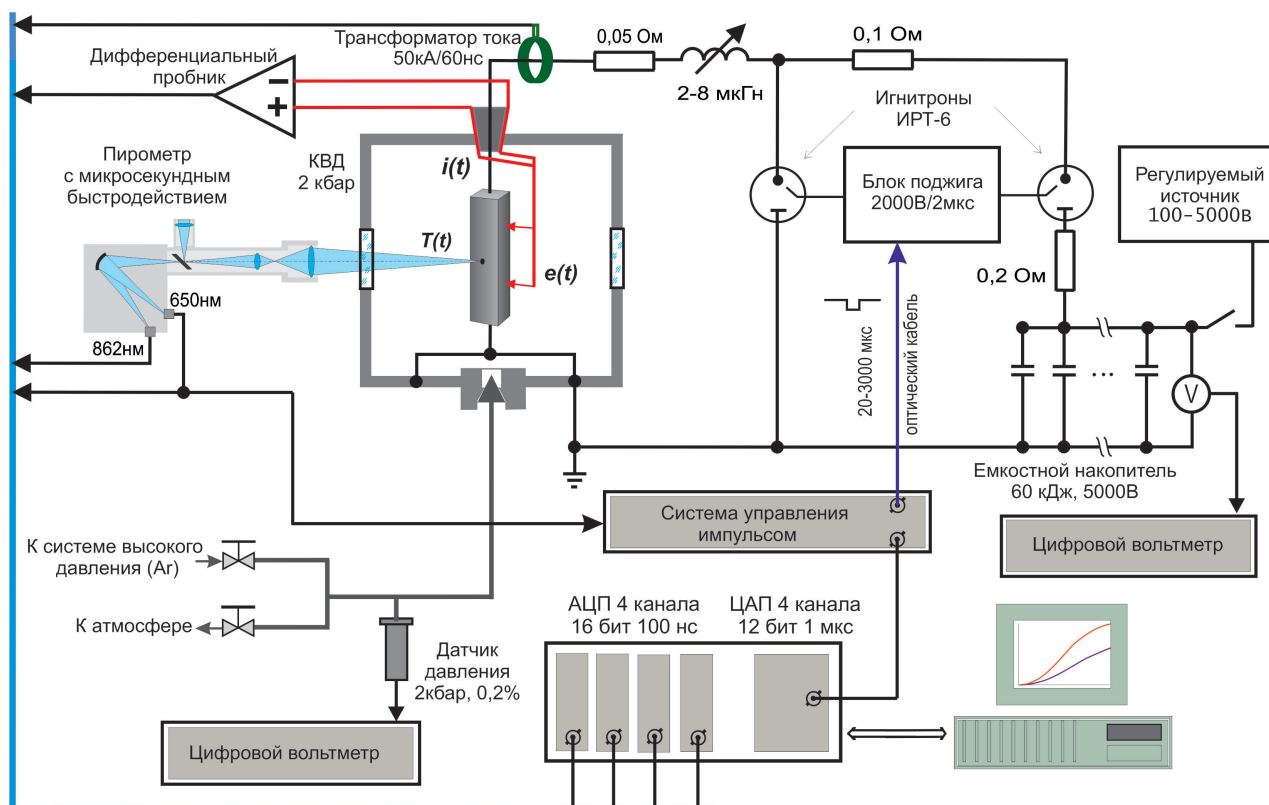 Трансформатор тока
50кА/60нс
0,05 Ом
2-8 мкГн
0,1 Ом
Дифференциальный
пробник
−
+
Игнитроны
ИРТ-6
Пирометр
с микросекундным
быстродействием
КВД
2 кбар
i(t)
T(t)
e(t)
650нм
862нм
Блок поджига
2000В/2мкс
Регулируемый
источник
100–5000В
0,2 Ом
20-3000 мкс
оптический кабель
...
V
Емкостной накопитель
60 кДж, 5000В
Система управления
импульсом
Цифровой вольтметр
К системе высокого
давления (Ar)
К атмосфере
Датчик
давления
2кбар, 0,2%
Цифровой вольтметр
АЦП 4 канала
16 бит 100 нс
ЦАП 4 канала
12 бит 1 мкс